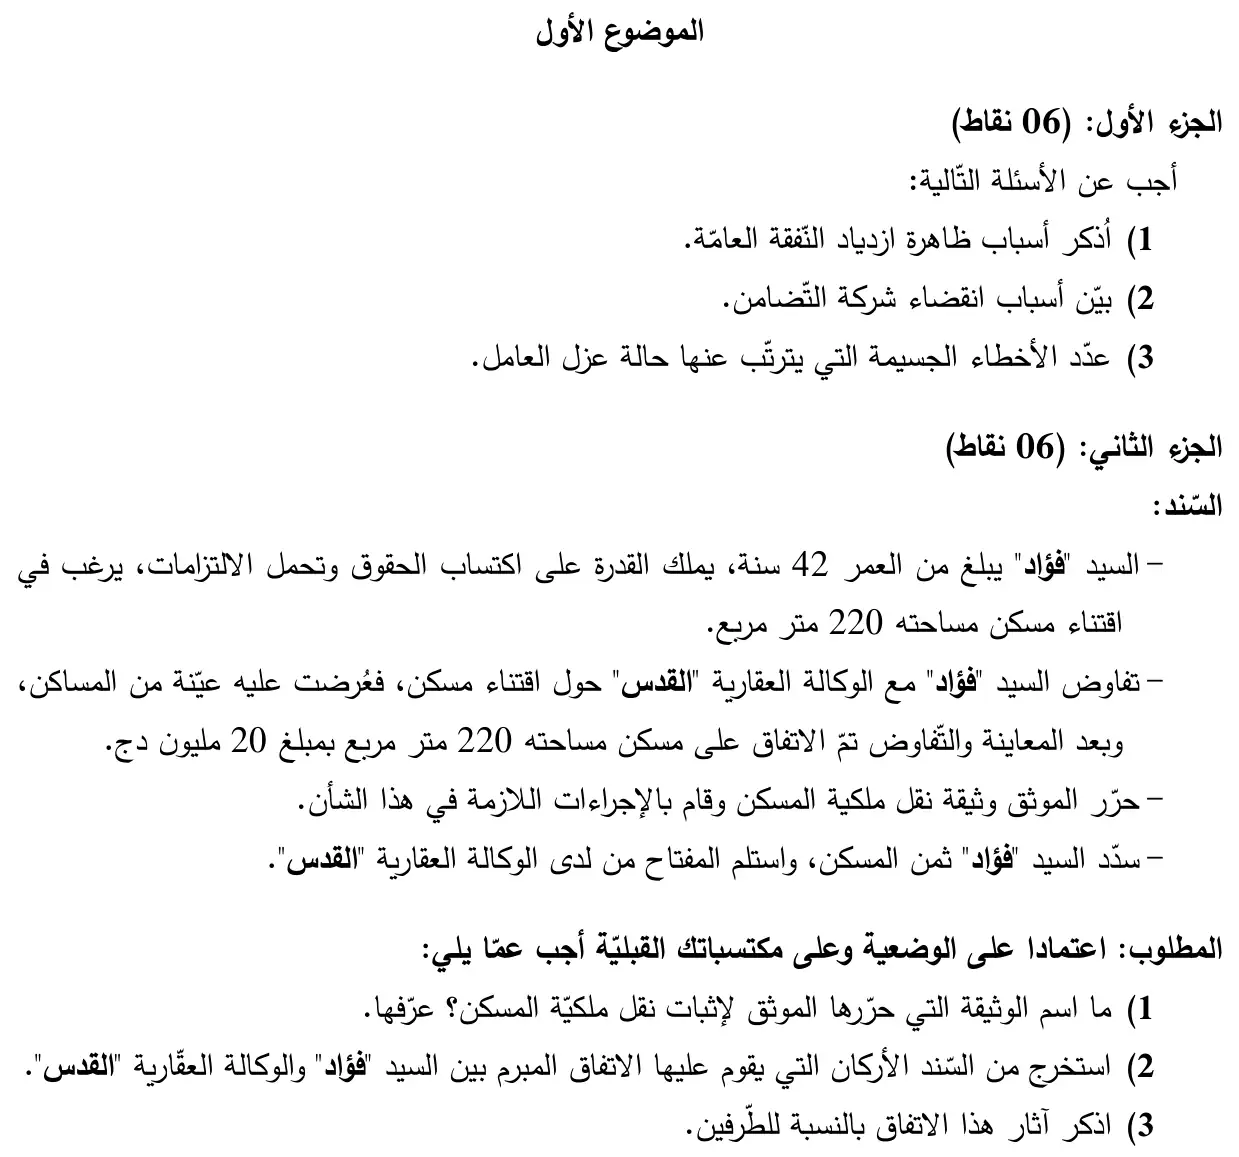 الموضوع الأول
الجزء الأول: (06 نقاط)
أجب عن الأسئلة التّالية:
1) اُذكر أسباب ظاهرة ازدياد النّفقة العامّة.
2) بيّن أسباب انقضاء شركة التّضامن.
3) عدّد الأخطاء الجسيمة التي يترتّب عنها حالة عزل العامل.
الجزء الثاني: (06 نقاط)
السّند:
– السيد "فؤاد" يبلغ من العمر 42 سنة، يملك القدرة على اكتساب الحقوق وتحمل الالتزامات، يرغب في
اقتناء مسكن مساحته 220 متر مربع.
– تفاوض السيد "فؤاد" مع الوكالة العقارية "القدس" حول اقتناء مسكن، فعُرضت عليه عيّنة من المساكن،
وبعد المعاينة والتّفاوض تمّ الاتفاق على مسكن مساحته 220 متر مربع بمبلغ 20 مليون دج.
– حرّر الموثق وثيقة نقل ملكية المسكن وقام بالإجراءات اللازمة في هذا الشأن.
– سدّد السيد "فؤاد" ثمن المسكن، واستلم المفتاح من لدى الوكالة العقارية "القدس".
المطلوب: اعتمادا على الوضعية وعلى مكتسباتك القبليّة أجب عمّا يلي:
1) ما اسم الوثيقة التي حرّرها الموثق لإثبات نقل ملكيّة المسكن؟ عرّفها.
2) استخرج من السّند الأركان التي يقوم عليها الاتفاق المبرم بين السيد "فؤاد" والوكالة العقّارية "القدس".
3) اذكر آثار هذا الاتفاق بالنسبة للطّرفين.